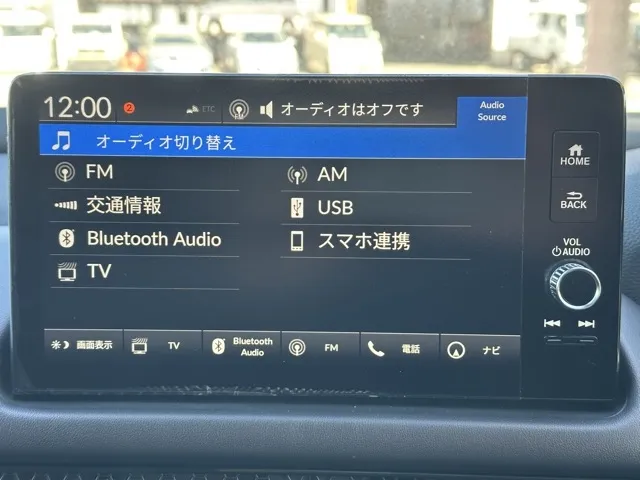 12:00 2 ETC オーディオはオフです Audio Source
オーディオ切り替え
FM AM
交通情報 USB
Bluetooth Audio スマホ連携
TV
画面表示 TV Bluetooth Audio FM 電話 ナビ
HOME
BACK
VOL
AUDIO